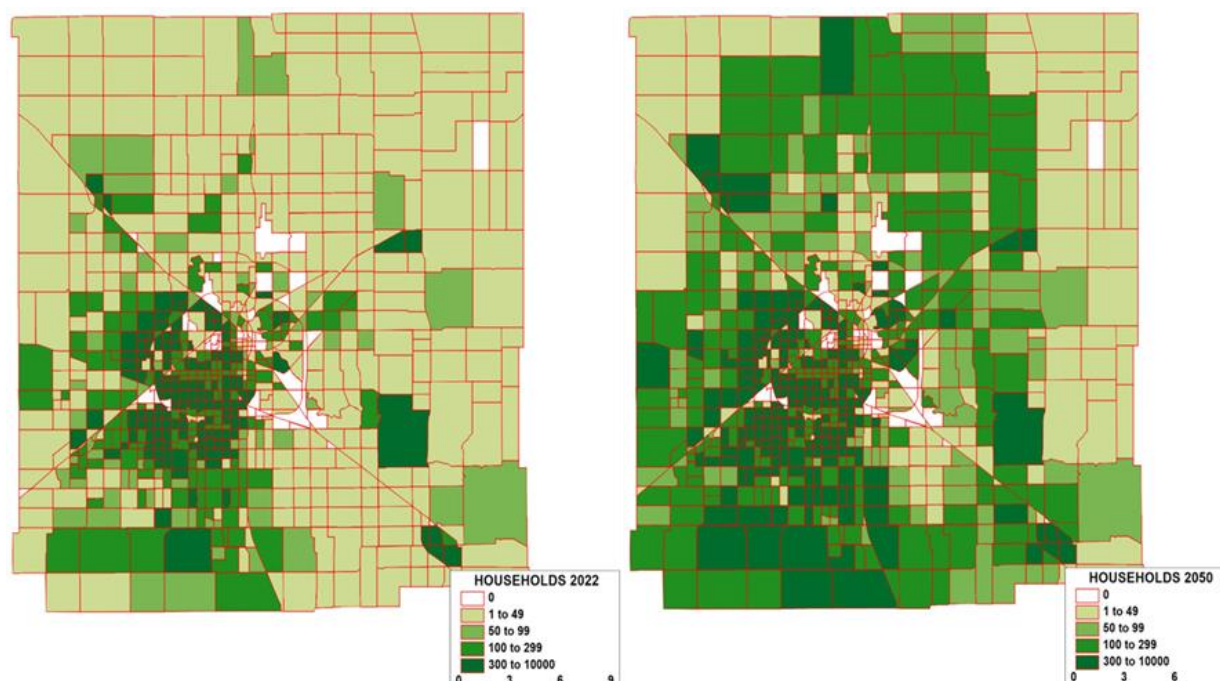 HOUSEHOLDS 2022
0
1 to 49
50 to 99
100 to 299
300 to 10000
0 3 6 9
HOUSEHOLDS 2050
0
1 to 49
50 to 99
100 to 299
300 to 10000
0 3 6